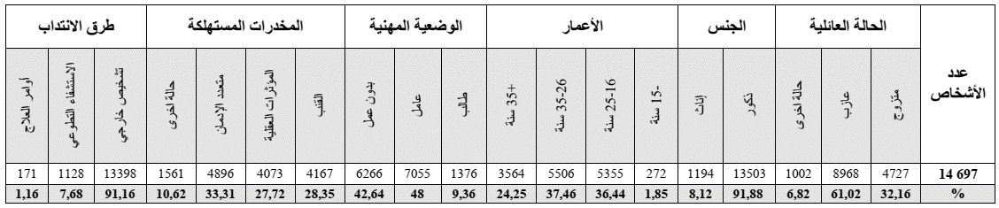 عدد الأشخاص الحالة العائلية الجنس الأعمار الوضعية المهنية المخدرات المستهلكة طرق الانتداب
متزوج عازب حالة اخرى ذكور إناث -15 سنة 16-25 سنة 26-35 سنة +35 سنة طالب عامل بدون عمل القنب المؤثرات العقلية متعدد الإدمان حالة اخرى تشخيص خارجي الاستشفاء التطوعي أوامر العلاج
14 697 4727 8968 1002 13503 1194 272 5355 5506 3564 1376 7055 6266 4167 4073 4896 1561 13398 1128 171
% 32,16 61,02 6,82 91,88 8,12 1,85 36,44 37,46 24,25 9,36 48 42,64 28,35 27,72 33,31 10,62 91,16 7,68 1,16